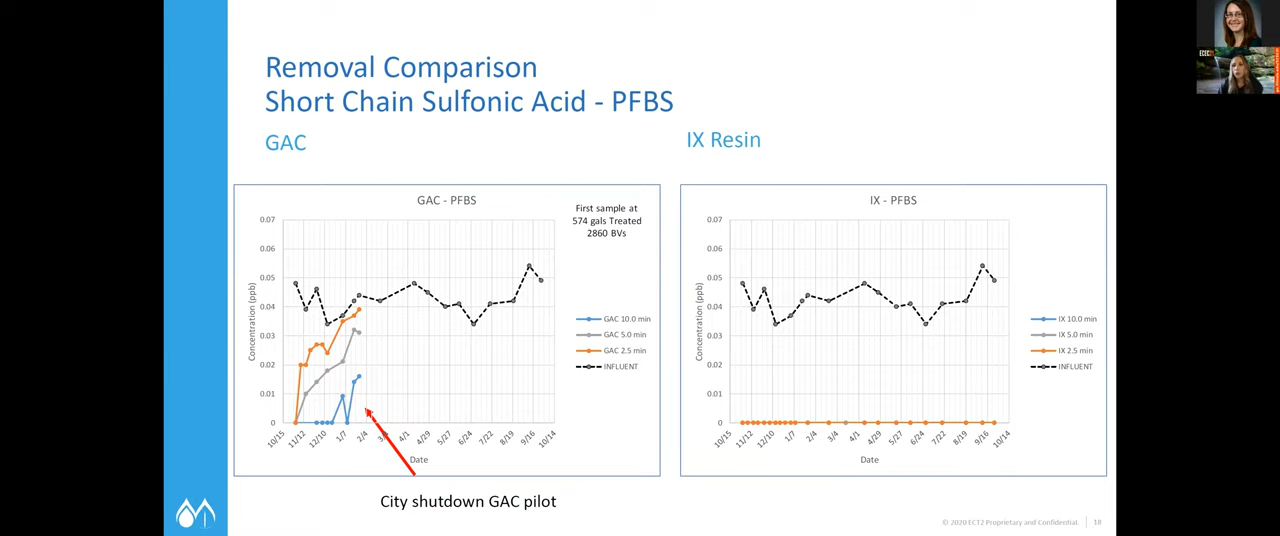 Removal Comparison
Short Chain Sulfonic Acid - PFBS
GAC
IX Resin
GAC - PFBS
First sample at
574 gals Treated
2860 BVs
0.07
0.06
0.05
0.04
0.03
0.02
0.01
0
Concentration (ppb)
10/15
11/12
12/10
1/7
2/4
4/1
4/29
5/27
6/24
7/22
8/19
9/16
10/14
Date
GAC 10.0 min
GAC 5.0 min
GAC 2.5 min
INFLUENT
City shutdown GAC pilot
IX - PFBS
0.07
0.06
0.05
0.04
0.03
0.02
0.01
0
Concentration (ppb)
10/15
11/12
12/10
1/7
2/4
3/4
4/1
4/29
5/27
6/24
7/22
8/19
9/16
10/14
Date
IX 10.0 min
IX 5.0 min
IX 2.5 min
INFLUENT
© 2020 ECT2 Proprietary and Confidential.
18